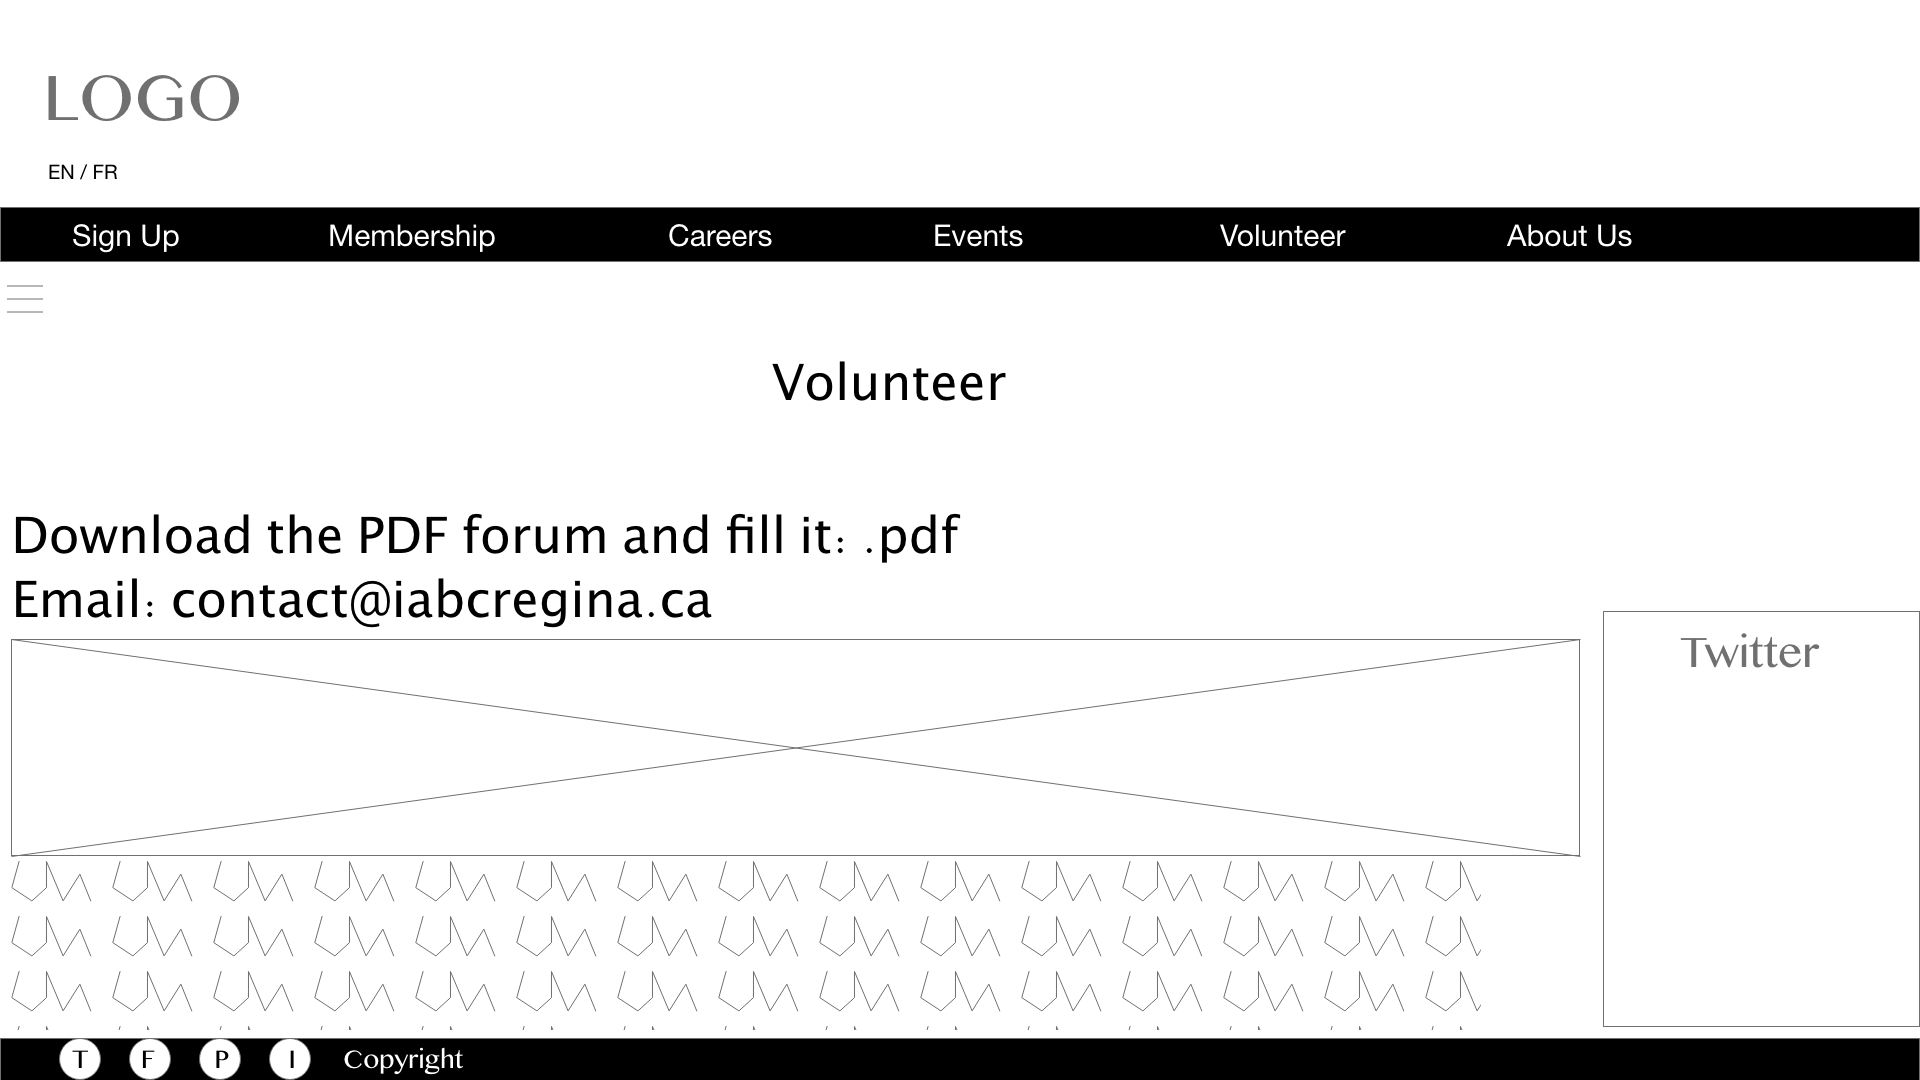 LOGO
EN / FR
Sign Up Membership Careers Events Volunteer About Us
Volunteer
Download the PDF forum and fill it: .pdf
Email: contact@iabcregina.ca
Twitter
T F P I Copyright